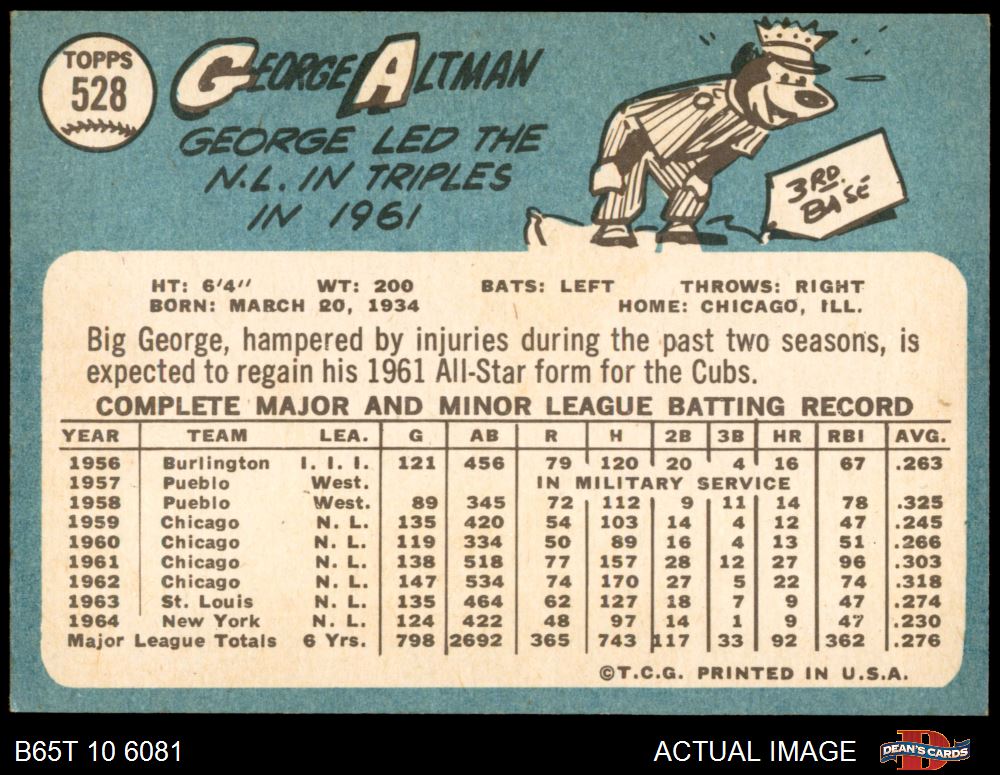 TOPPS
528
GEORGE ALTMAN
GEORGE LED THE
N.L. IN TRIPLES
IN 1961
3RD.
BASE
HT: 6'4" WT: 200 BATS: LEFT THROWS: RIGHT
BORN: MARCH 20, 1934 HOME: CHICAGO, ILL.
Big George, hampered by injuries during the past two seasons, is
expected to regain his 1961 All-Star form for the Cubs.
COMPLETE MAJOR AND MINOR LEAGUE BATTING RECORD
YEAR TEAM LEA. G AB R H 2B 3B HR RBI AVG.
1956 Burlington I. I. I. 121 456 79 120 20 4 16 67 .263
1957 Pueblo West. IN MILITARY SERVICE
1958 Pueblo West. 89 345 72 112 9 11 14 78 .325
1959 Chicago N. L. 135 420 54 103 14 4 12 47 .245
1960 Chicago N. L. 119 334 50 89 16 4 13 51 .266
1961 Chicago N. L. 138 518 77 157 28 12 27 96 .303
1962 Chicago N. L. 147 534 74 170 27 5 22 74 .318
1963 St. Louis N. L. 135 464 62 127 18 7 9 47 .274
1964 New York N. L. 124 422 48 97 14 1 9 47 .230
Major League Totals 6 Yrs. 798 2692 365 743 117 33 92 362 .276
©T.C.G. PRINTED IN U.S.A.
B65T 10 6081 ACTUAL IMAGE DEAN'S CARDS